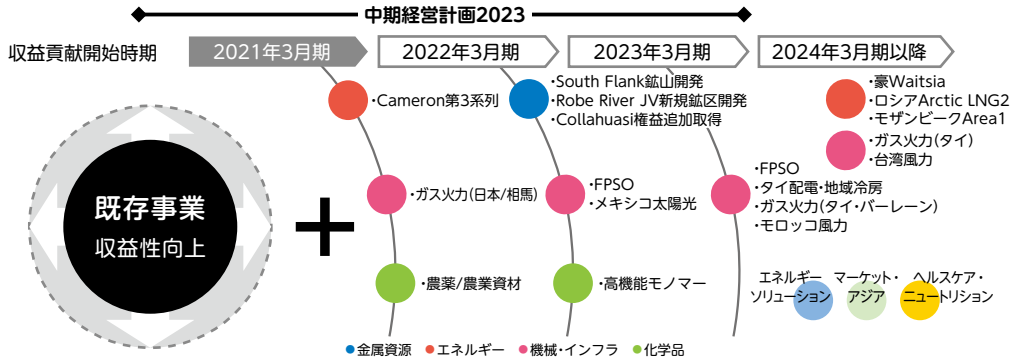 中期経営計画2023
収益貢献開始時期
2021年3月期
2022年3月期
2023年3月期
2024年3月期以降
既存事業
収益性向上
・Cameron第3系列
・ガス火力(日本/相馬)
・農薬/農業資材
・South Flank鉱山開発
・Robe River JV新規鉱区開発
・Collahuasi権益追加取得
・FPSO
・メキシコ太陽光
・高機能モノマー
・FPSO
・タイ配電・地域冷房
・ガス火力(タイ・バーレーン)
・モロッコ風力
・豪Waitsia
・ロシアArctic LNG2
・モザンビークArea1
・ガス火力(タイ)
・台湾風力
エネルギー・
ソリューション
マーケット・
アジア
ヘルスケア・
ニュートリション
●金属資源 ●エネルギー ●機械・インフラ ●化学品